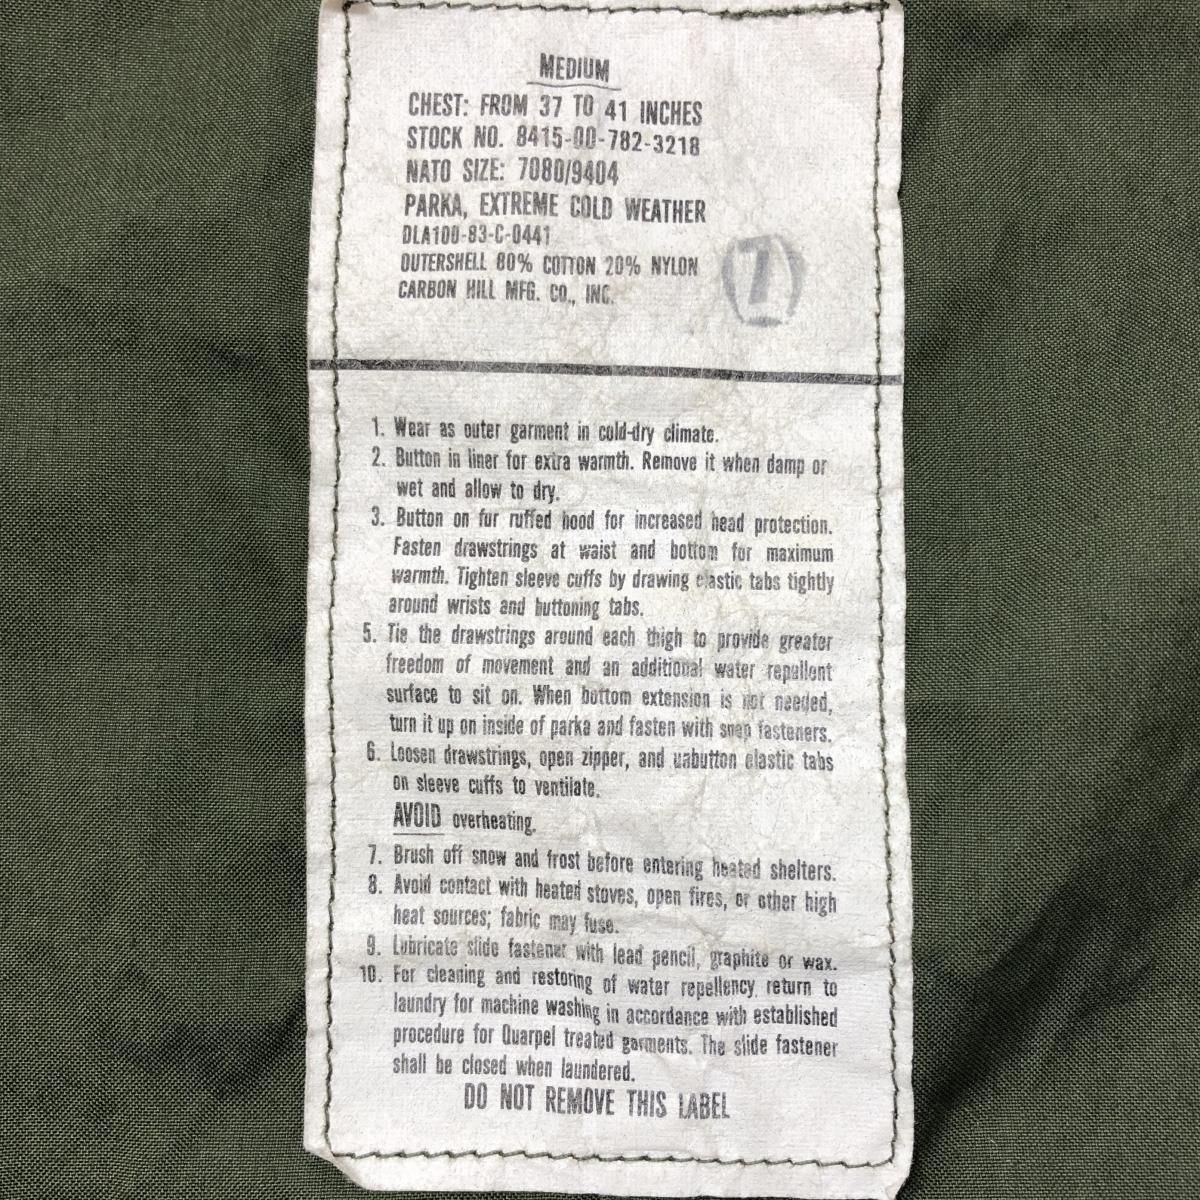 MEDIUM
CHEST: FROM 37 TO 41 INCHES
STOCK NO. 8415-00-782-3218
NATO SIZE: 7080/9404
PARKA, EXTREME COLD WEATHER
DLA100-83-C-0441
OUTERSHELL 80% COTTON 20% NYLON
CARBON HILL MFG. CO., INC.
(7)
1. Wear as outer garment in cold-dry climate.
2. Button in liner for extra warmth. Remove it when damp or
wet and allow to dry.
3. Button on fur ruffed hood for increased head protection.
Fasten drawstrings at waist and bottom for maximum
warmth. Tighten sleeve cuffs by drawing elastic tabs tightly
around wrists and buttoning tabs.
5. Tie the drawstrings around each thigh to provide greater
freedom of movement and an additional water repellent
surface to sit on. When bottom extension is not needed,
turn it up on inside of parka and fasten with snap fasteners.
6. Loosen drawstrings, open zipper, and unbutton elastic tabs
on sleeve cuffs to ventilate.
AVOID overheating.
7. Brush off snow and frost before entering heated shelters.
8. Avoid contact with heated stoves, open fires, or other high
heat sources; fabric may fuse.
9. Lubricate slide fastener with lead pencil, graphite or wax.
10. For cleaning and restoring of water repellency, return to
laundry for machine washing in accordance with established
procedure for Quarpel treated garments. The slide fastener
shall be closed when laundered.
DO NOT REMOVE THIS LABEL